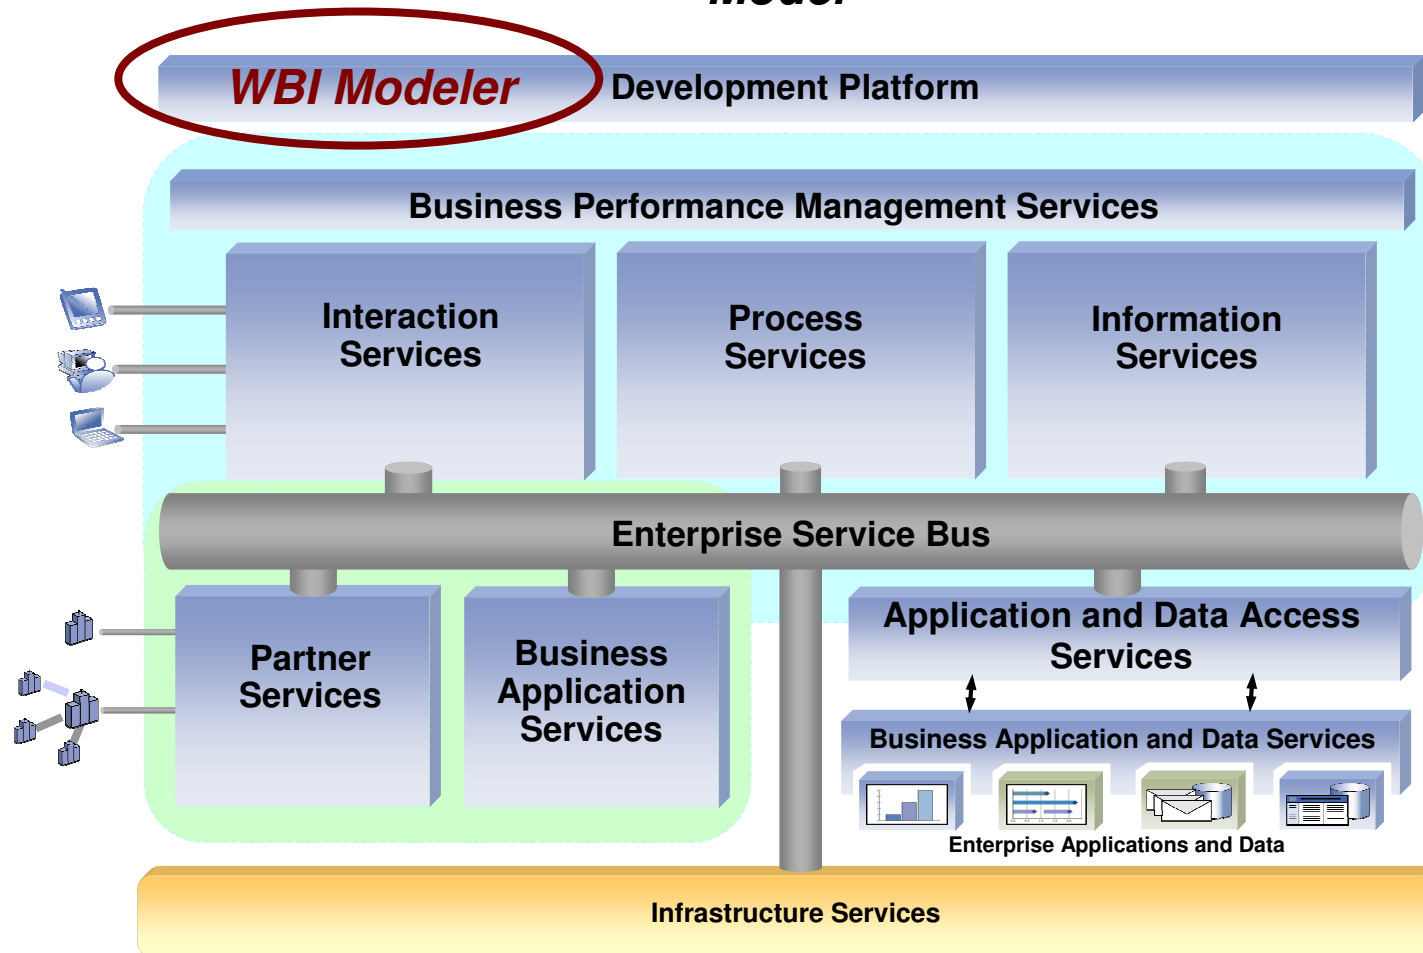 Model
WBI Modeler
Development Platform
Business Performance Management Services
Interaction
Services
Process
Services
Information
Services
Enterprise Service Bus
Partner
Services
Business
Application
Services
Application and Data Access
Services
Business Application and Data Services
Enterprise Applications and Data
Infrastructure Services